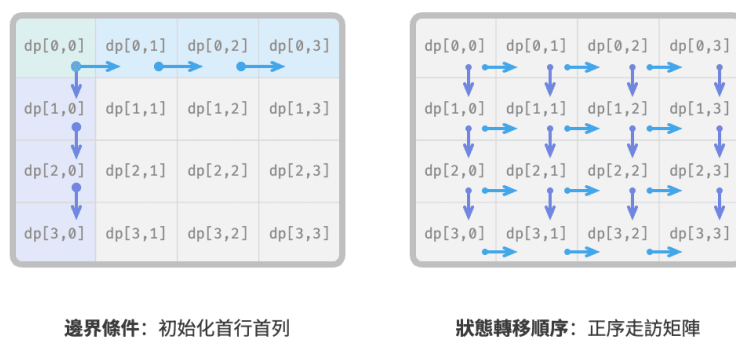 dp[0,0] dp[0,1] dp[0,2] dp[0,3]
dp[1,0] dp[1,1] dp[1,2] dp[1,3]
dp[2,0] dp[2,1] dp[2,2] dp[2,3]
dp[3,0] dp[3,1] dp[3,2] dp[3,3]
邊界條件：初始化首行首列
dp[0,0] dp[0,1] dp[0,2] dp[0,3]
dp[1,0] dp[1,1] dp[1,2] dp[1,3]
dp[2,0] dp[2,1] dp[2,2] dp[2,3]
dp[3,0] dp[3,1] dp[3,2] dp[3,3]
狀態轉移順序：正序走訪矩陣